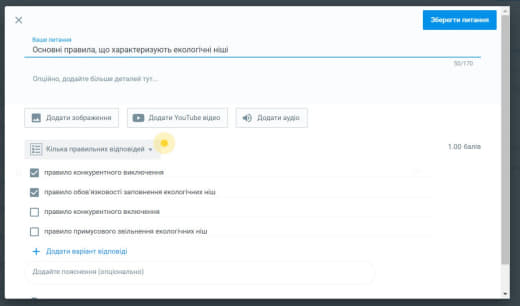 Зберегти питання
Ваше питання
Основні правила, що характеризують екологічні ніші
50/170
Опційно, додайте більше деталей тут...
Додати зображення
Додати YouTube відео
Додати аудіо
Кілька правильних відповідей
1.00 балів
правило конкурентного виключення
правило обов'язковості заповнення екологічних ніш
правило конкурентного включення
правило примусового звільнення екологічних ніш
Додати варіант відповіді
Додайте пояснення (опціонально)